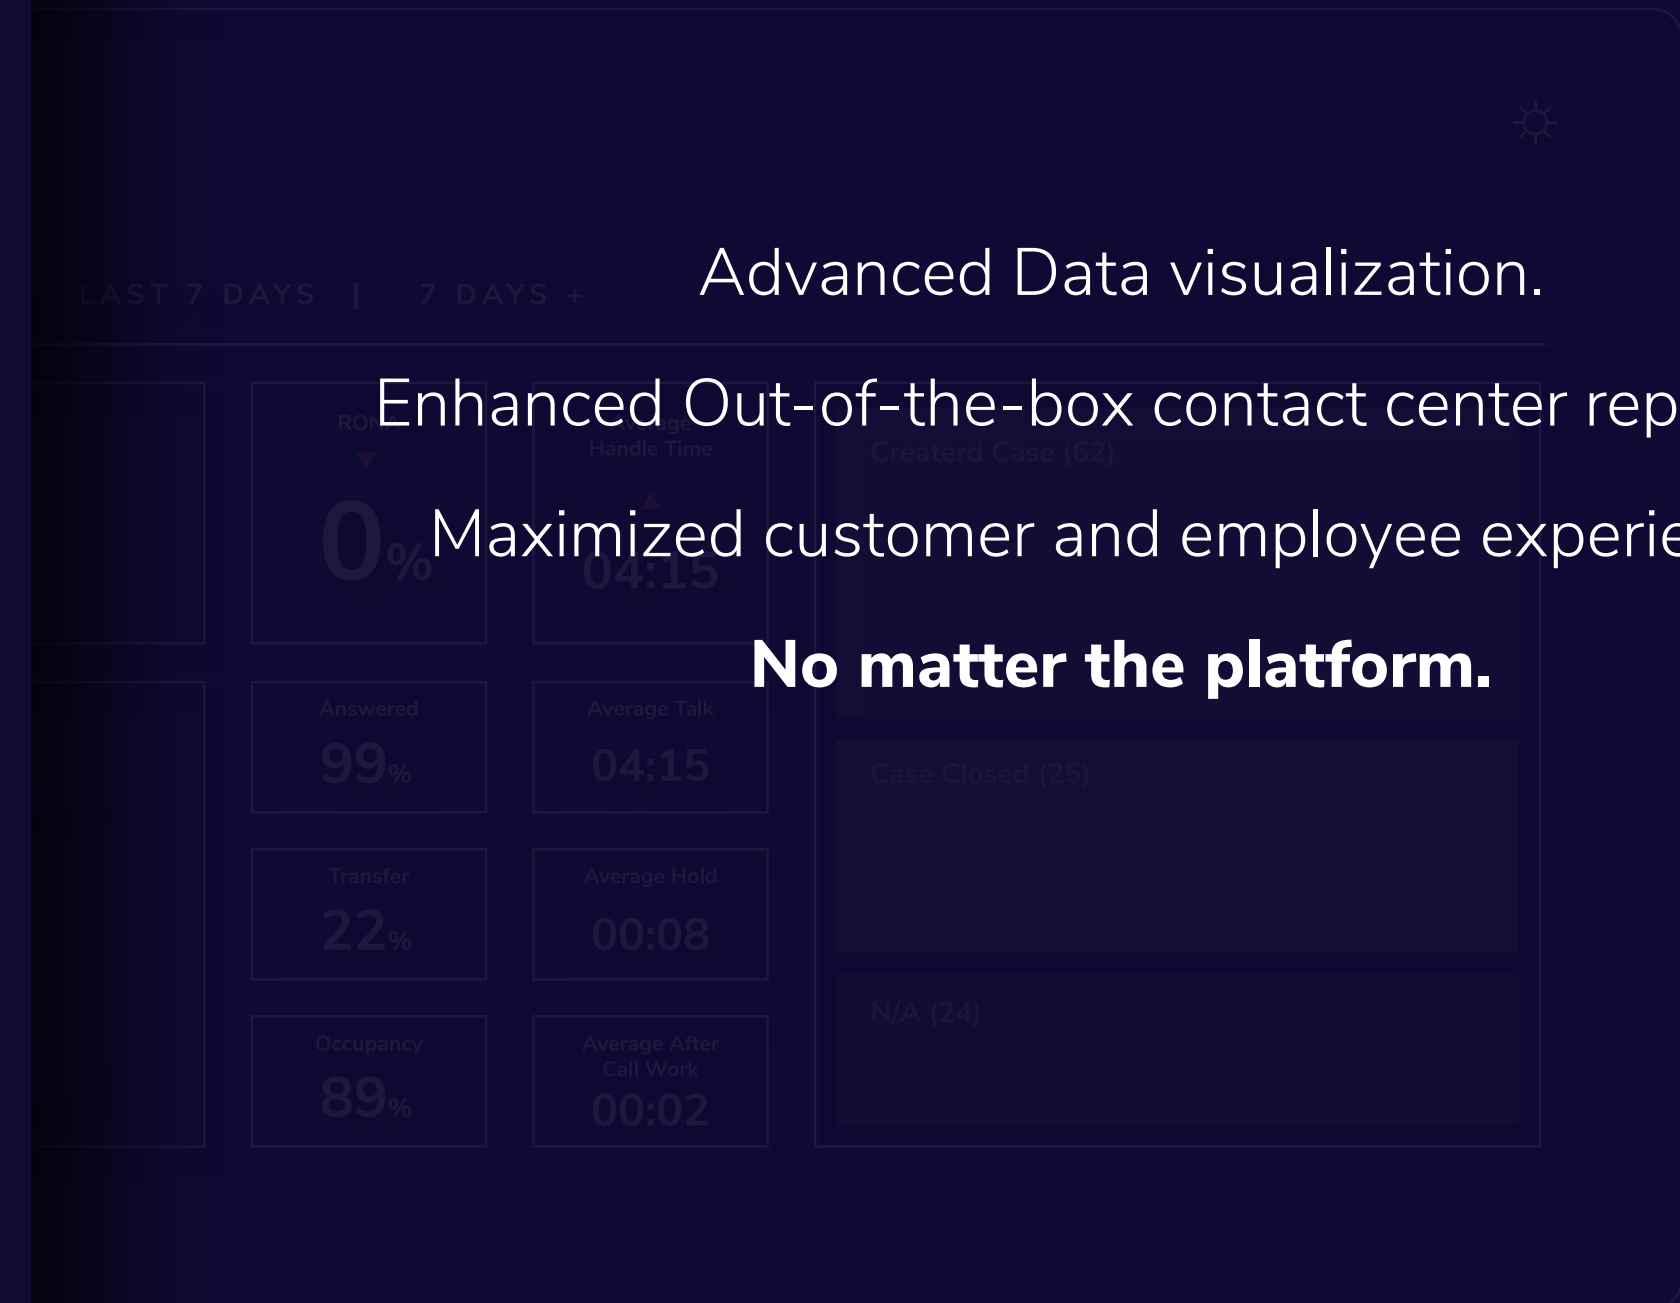 Advanced Data visualization.
LAST 7 DAYS | 7 DAYS +
Enhanced Out-of-the-box contact center rep
Maximized customer and employee experie
No matter the platform.
RONA
0%
Average
Handle Time
04:15
Createrd Case (62)
Answered
99%
Average Talk
04:15
Case Closed (25)
Transfer
22%
Average Hold
00:08
N/A (24)
Occupancy
89%
Average After
Call Work
00:02